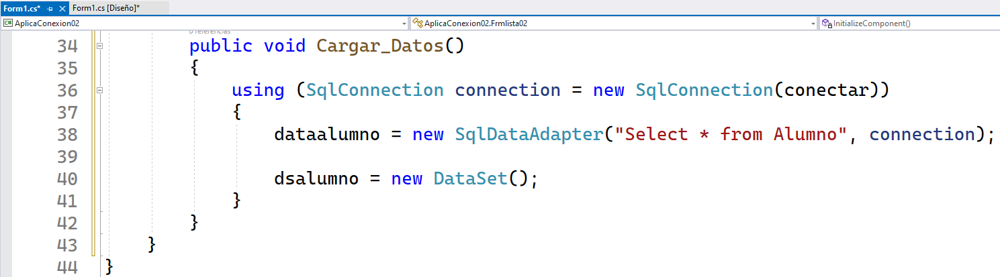 Form1.cs* Form1.cs [Diseño]*
AplicaConexion02 AplicaConexion02.Frmlista02 InitializeComponent()
0 referencias
34 public void Cargar_Datos()
35 {
36 using (SqlConnection connection = new SqlConnection(conectar))
37 {
38 dataalumno = new SqlDataAdapter("Select * from Alumno", connection);
39
40 dsalumno = new DataSet();
41 }
42 }
43 }
44 }